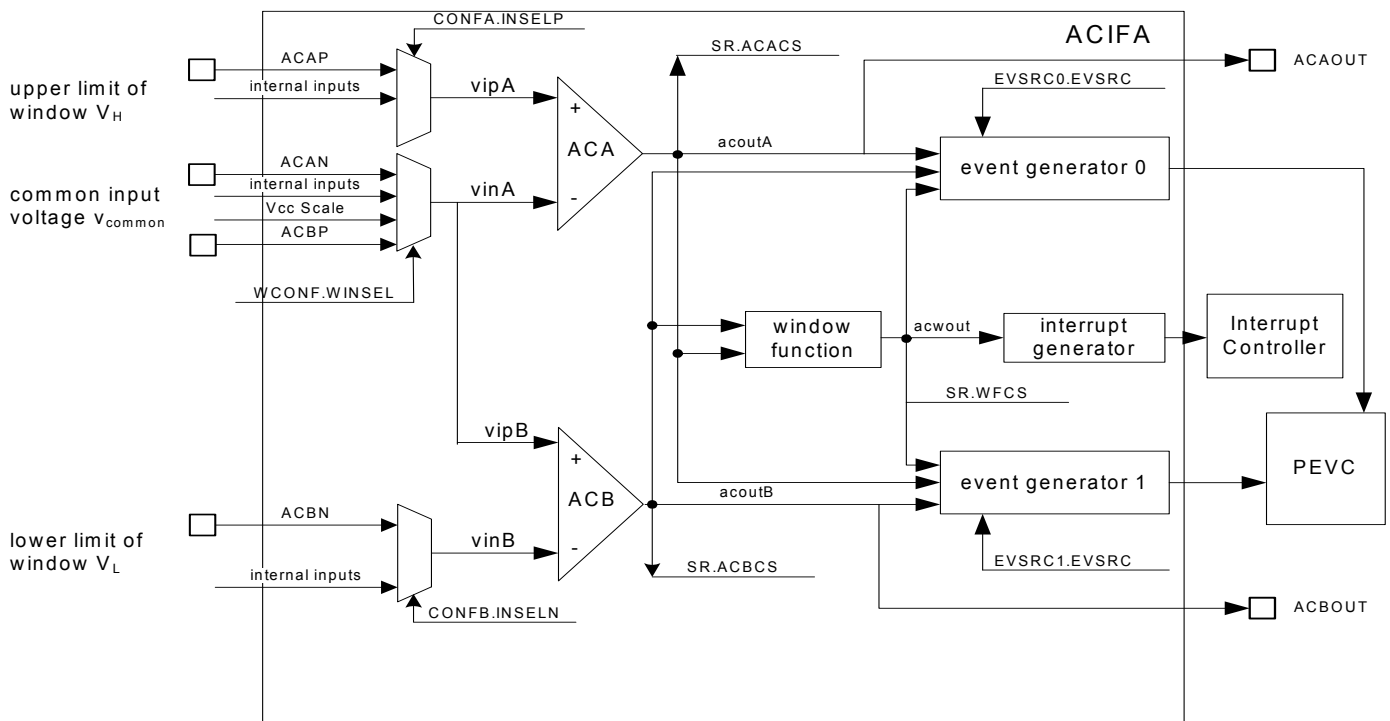 CONFA.INSELP
ACIFA
SR.ACACS
ACAP
ACAOUT
internal inputs
upper limit of
window VH
vipA
EVSRC0.EVSRC
+
ACA
-
acoutA
event generator 0
ACAN
internal inputs
common input
voltage vcommon
Vcc Scale
vinA
ACBP
WCONF.WINSEL
window
function
acwout
interrupt
generator
Interrupt
Controller
SR.WFCS
vipB
+
ACB
-
acoutB
event generator 1
PEVC
ACBN
lower limit of
window VL
vinB
internal inputs
SR.ACBCS
EVSRC1.EVSRC
CONFB.INSELN
ACBOUT